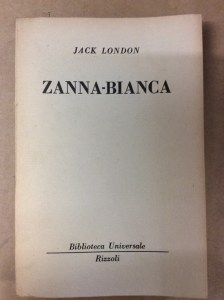 JACK LONDON
ZANNA-BIANCA
Biblioteca Universale
Rizzoli